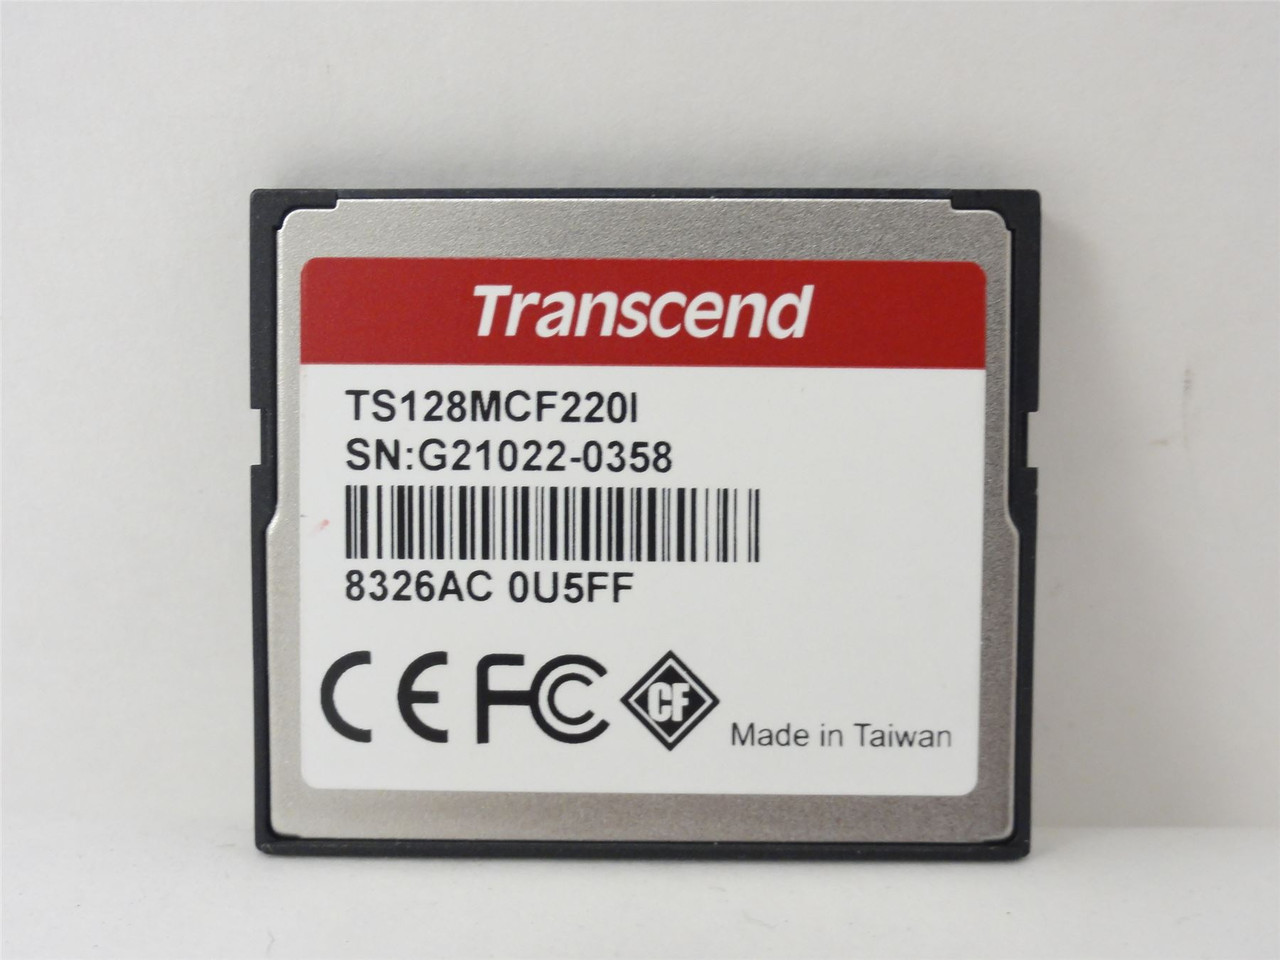 Transcend
TS128MCF220I
SN:G21022-0358
8326AC 0U5FF
CE FC CF Made in Taiwan